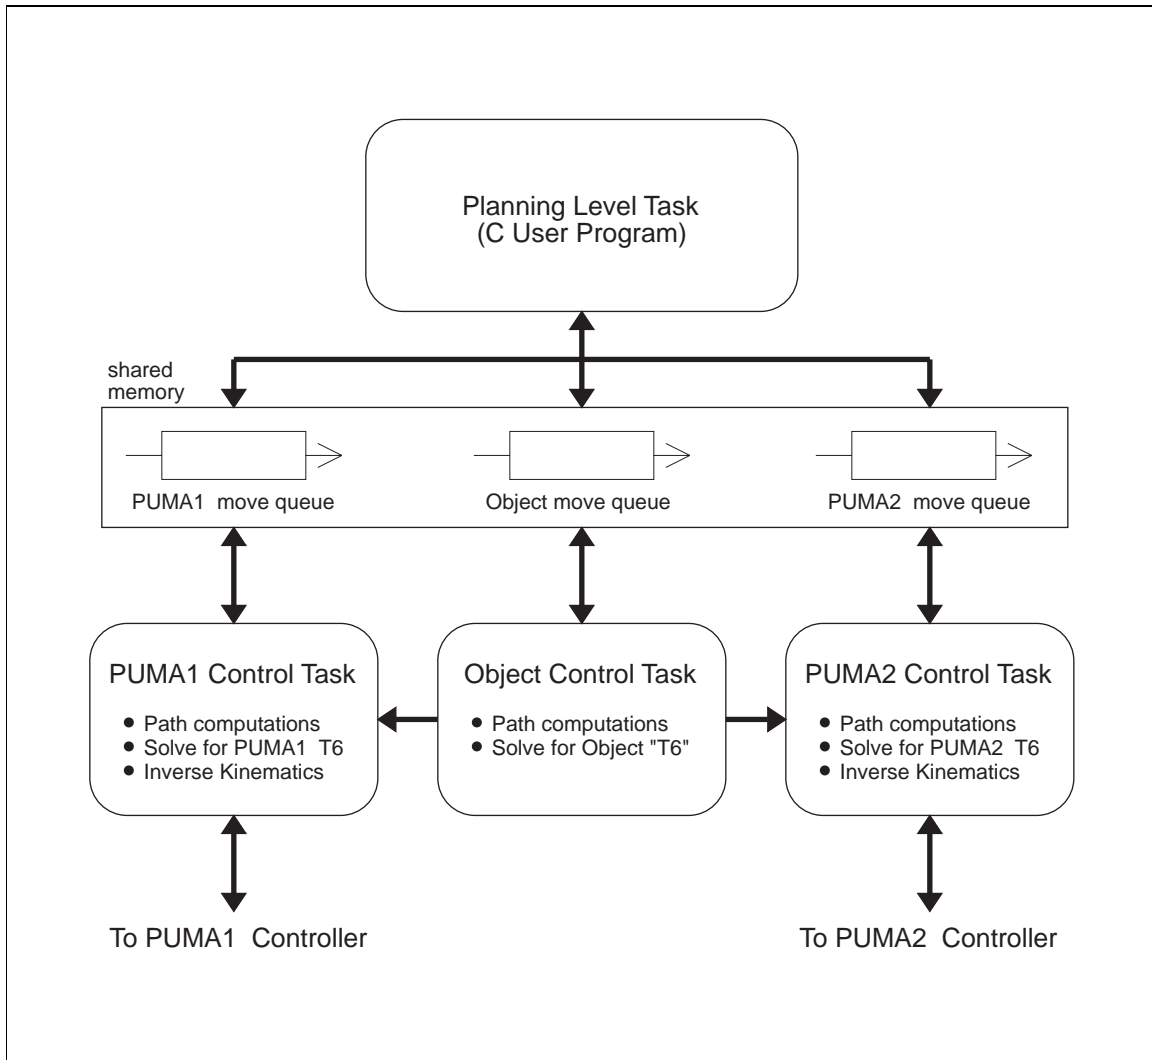 Planning Level Task
(C User Program)
shared
memory
PUMA1 move queue
Object move queue
PUMA2 move queue
PUMA1 Control Task
• Path computations
• Solve for PUMA1 T6
• Inverse Kinematics
Object Control Task
• Path computations
• Solve for Object "T6"
PUMA2 Control Task
• Path computations
• Solve for PUMA2 T6
• Inverse Kinematics
To PUMA1 Controller
To PUMA2 Controller